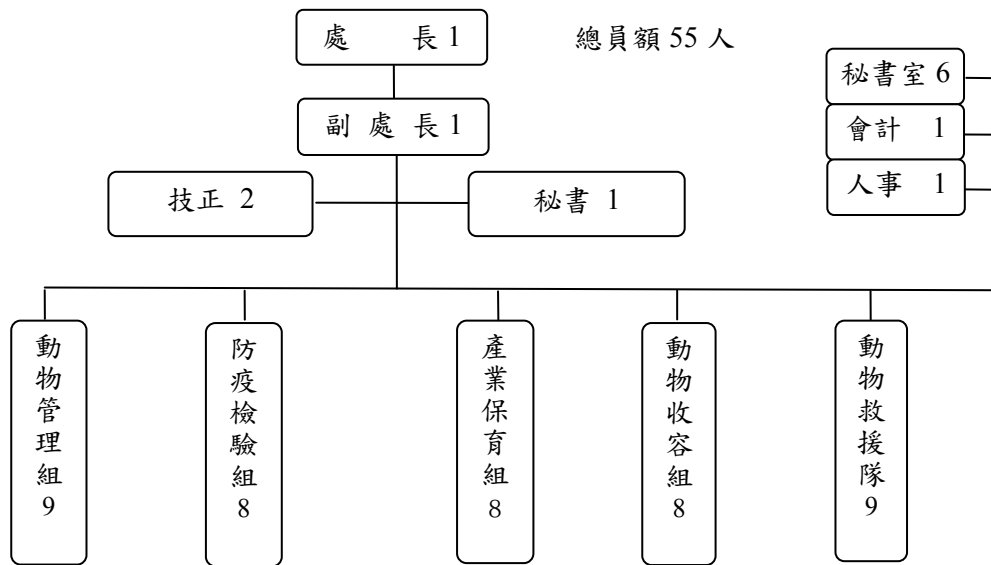 處 長 1
總員額 55 人
秘書室 6
會計 1
人事 1
副 處 長 1
技正 2
秘書 1
動物管理組 9
防疫檢驗組 8
產業保育組 8
動物收容組 8
動物救援隊 9